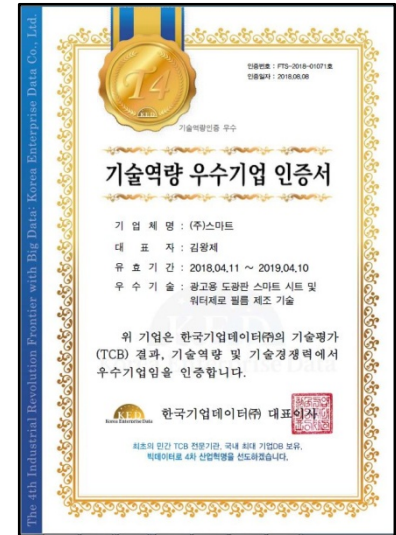 The 4th Industrial Revolution Frontier with Big Data: Korea Enterprise Data Co., Ltd.
T4
KED
인증번호 : FTS-2018-01071호
인증일자 : 2018.08.08
기술역량인증 우수
기술역량 우수기업 인증서
기 업 체 명 : (주)스마트
대 표 자 : 김왕제
유 효 기 간 : 2018.04.11 ~ 2019.04.10
우 수 기 술 : 광고용 도광판 스마트 시트 및
워터제로 필름 제조 기술
위 기업은 한국기업데이터㈜의 기술평가
(TCB) 결과, 기술역량 및 기술경쟁력에서
우수기업임을 인증합니다.
KED
Korea Enterprise Data
한국기업데이터㈜ 대표이사
최초의 민간 TCB 전문기관, 국내 최대 기업DB 보유,
빅데이터로 4차 산업혁명을 선도하겠습니다.